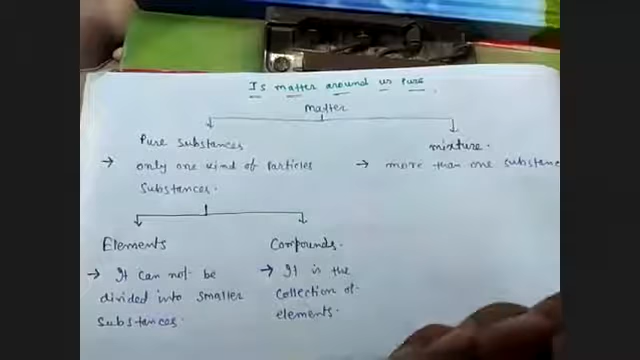 Is matter around us Pure.
matter
Pure Substances
→ only one kind of Particles
Substances.
mixture.
→ more than one substance
Elements
→ It can not be
divided into smaller
substances.
Compounds.
→ It is the
collection of
elements.